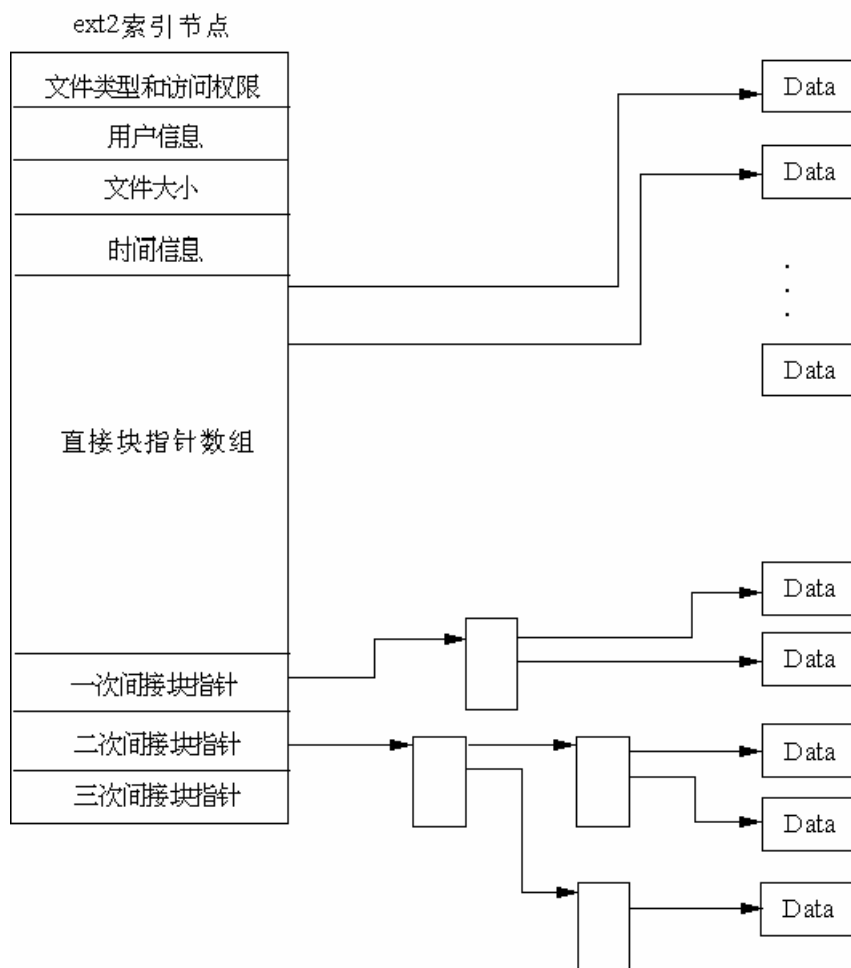 ext2索引节点
文件类型和访问权限
Data
用户信息
文件大小
Data
时间信息
Data
直接块指针数组
Data
Data
一次间接块指针
二次间接块指针
Data
三次间接块指针
Data
Data